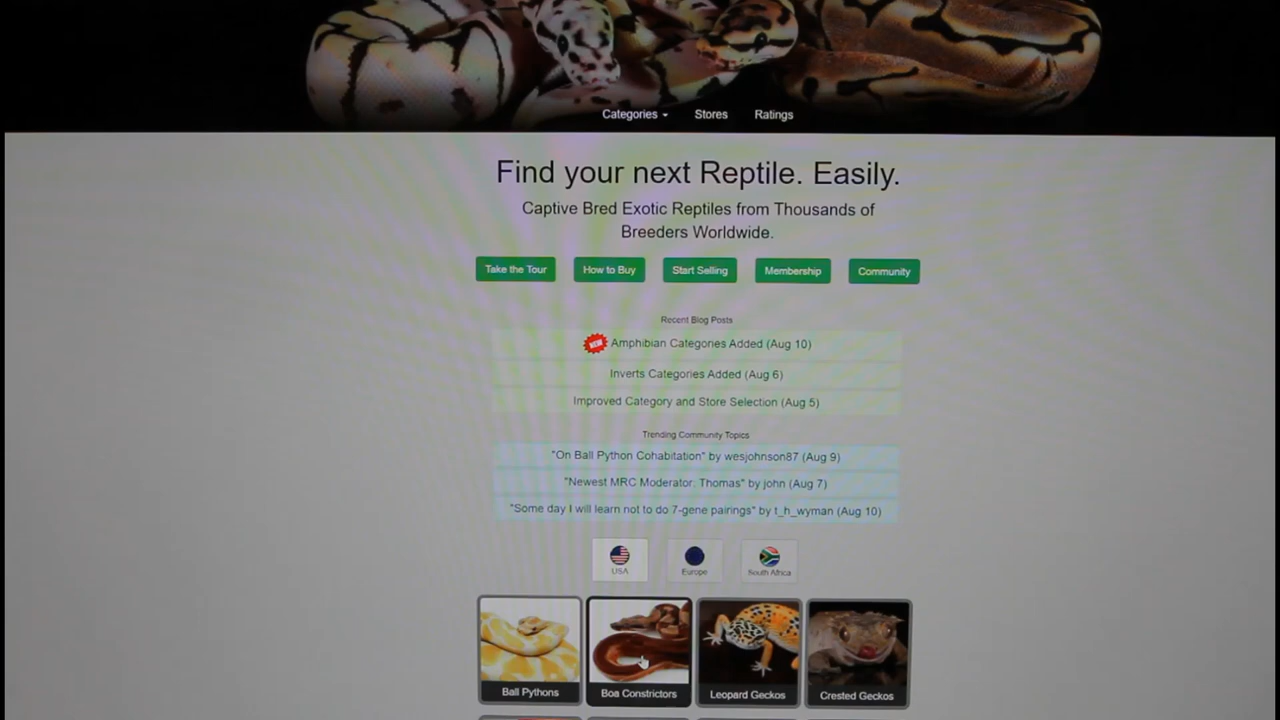 Categories Stores Ratings
Find your next Reptile. Easily.
Captive Bred Exotic Reptiles from Thousands of
Breeders Worldwide.
Take the Tour How to Buy Start Selling Membership Community
Recent Blog Posts
NEW Amphibian Categories Added (Aug 10)
Inverts Categories Added (Aug 6)
Improved Category and Store Selection (Aug 5)
Trending Community Topics
"On Ball Python Cohabitation" by wesjohnson87 (Aug 9)
"Newest MRC Moderator: Thomas" by john (Aug 7)
"Some day I will learn not to do 7-gene pairings" by t_h_wyman (Aug 10)
USA Europe South Africa
Ball Pythons Boa Constrictors Leopard Geckos Crested Geckos